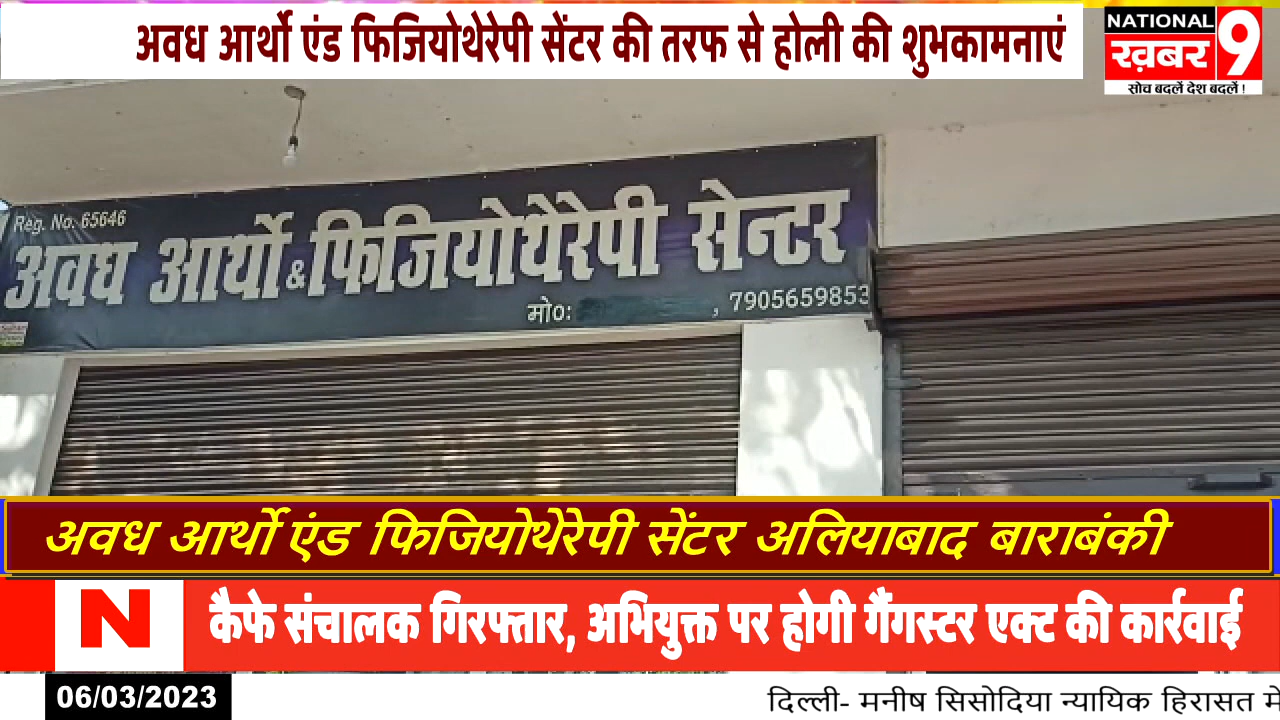 अवध आर्थो एंड फिजियोथेरेपी सेंटर की तरफ से होली की शुभकामनाएं
NATIONAL
ख़बर 9
सोच बदलें देश बदलें !
Reg. No. 65646
अवध आर्थो & फिजियोथैरेपी सेन्टर
मो0: , 7905659853
अवध आर्थो एंड फिजियोथेरेपी सेंटर अलियाबाद बाराबंकी
N
कैफे संचालक गिरफ्तार, अभियुक्त पर होगी गैंगस्टर एक्ट की कार्रवाई
06/03/2023
दिल्ली- मनीष सिसोदिया न्यायिक हिरासत मे